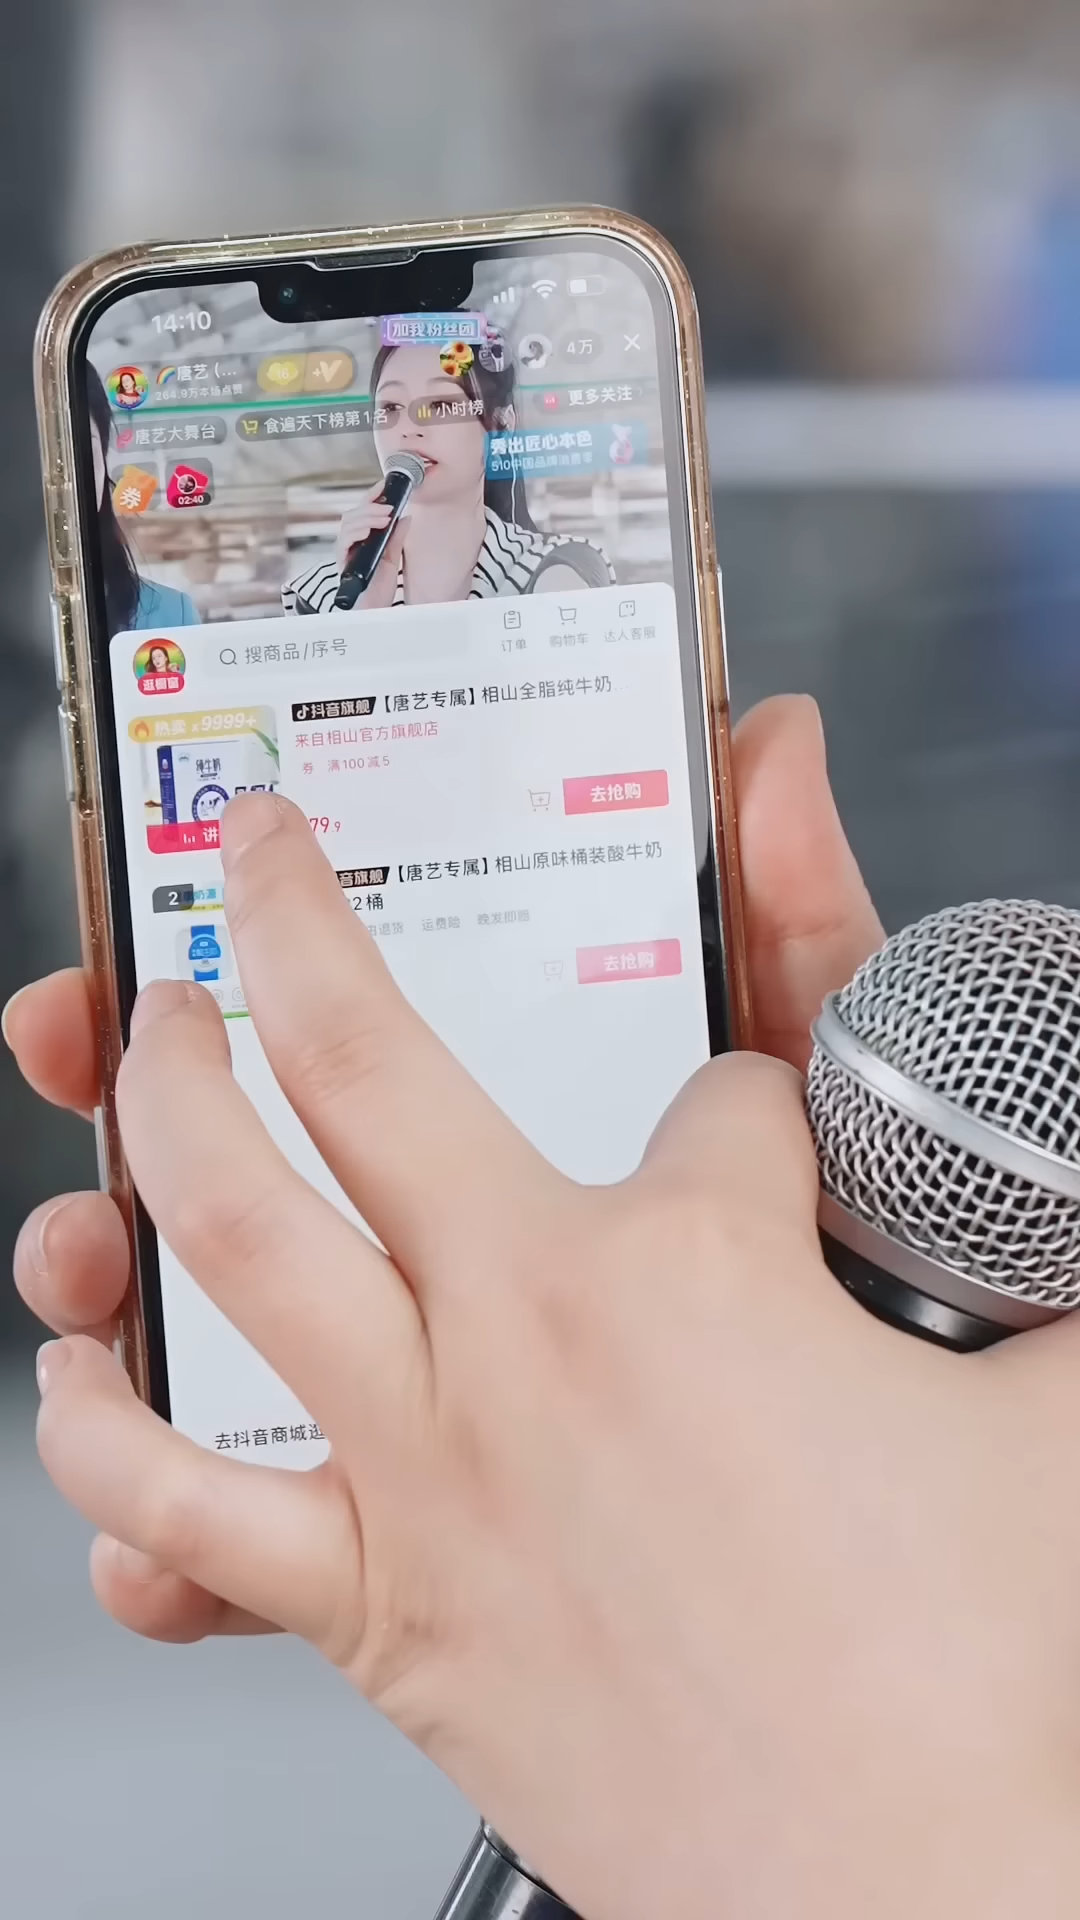 14:10
加我粉丝团
唐艺 (...
264.9万本场点赞
4万
唐艺大舞台
食遍天下榜第1名
小时榜
更多关注
秀出匠心本色
510中国品牌消费季
券
02:40
逛橱窗
搜商品/序号
订单
购物车
达人客服
热卖 x9999+
纯牛奶
讲
抖音旗舰【唐艺专属】相山全脂纯牛奶...
来自相山官方旗舰店
券 满100减5
79.9
去抢购
2
音旗舰【唐艺专属】相山原味桶装酸牛奶
2桶
由退货 运费险 晚发即赔
去抢购
去抖音商城逛